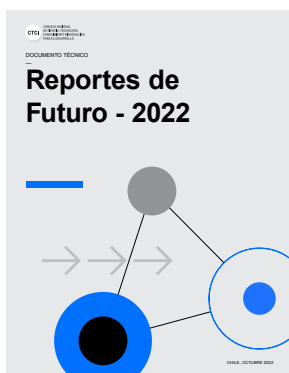 CTCI
CONSEJO NACIONAL
DE CIENCIA, TECNOLOGÍA,
CONOCIMIENTO E INNOVACIÓN
PARA EL DESARROLLO
DOCUMENTO TÉCNICO
—
Reportes de
Futuro - 2022
CHILE, OCTUBRE 2022